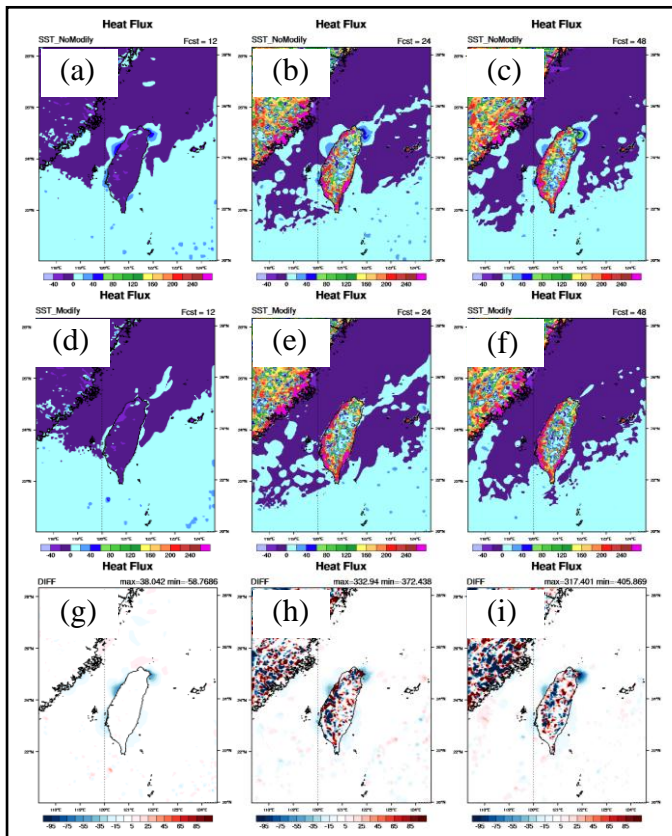 Heat Flux Heat Flux Heat Flux
SST_NoModify Fcst = 12 SST_NoModify Fcst = 24 SST_NoModify Fcst = 48
(a) (b) (c)
-40 0 40 80 120 160 200 240 -40 0 40 80 120 160 200 240 -40 0 40 80 120 160 200 240
Heat Flux Heat Flux Heat Flux
SST_Modify Fcst = 12 SST_Modify Fcst = 24 SST_Modify Fcst = 48
(d) (e) (f)
-40 0 40 80 120 160 200 240 -40 0 40 80 120 160 200 240 -40 0 40 80 120 160 200 240
DIFF max=38.042 min=-58.7686 DIFF max=332.94 min=-372.438 DIFF max=317.401 min=-405.869
(g) (h) (i)
-95 -75 -55 -35 -15 5 25 45 65 85 -95 -75 -55 -35 -15 5 25 45 65 85 -95 -75 -55 -35 -15 5 25 45 65 85